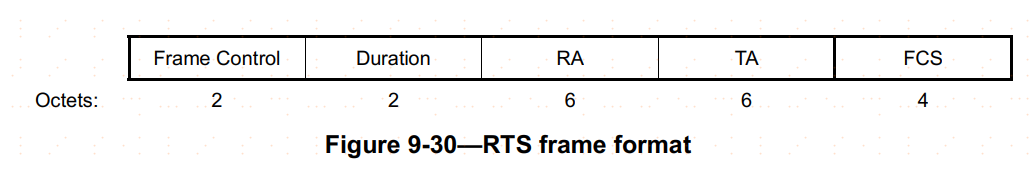 Frame Control Duration RA TA FCS
Octets: 2 2 6 6 4
Figure 9-30—RTS frame format